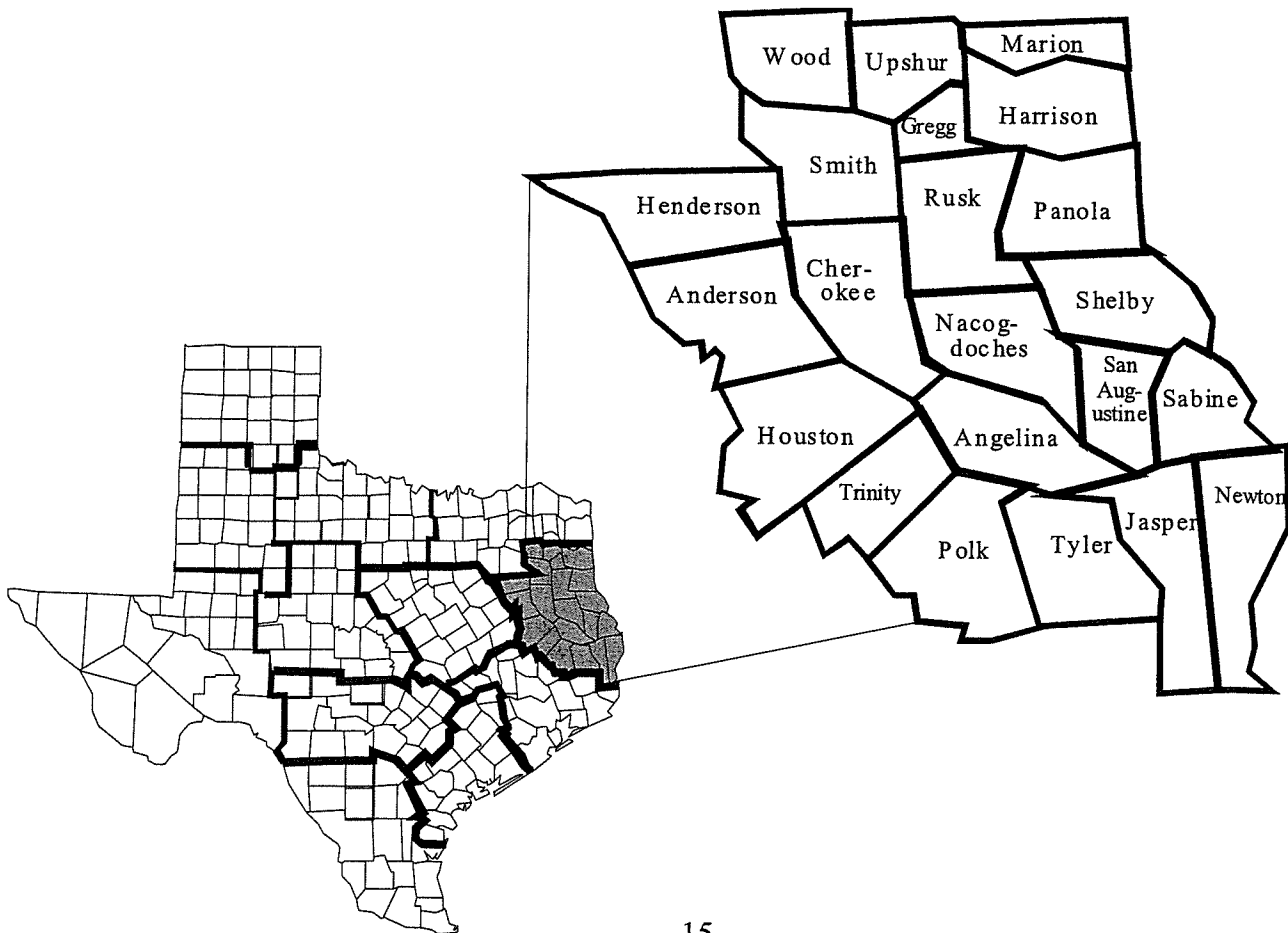 Marion
Wood
Upshur
Harrison
Gregg
Smith
Rusk
Henderson
Panola
Cher-
okee
Anderson
Shelby
Nacog-
doches
San
Aug-
ustine
Sabine
Houston
Angelina
Trinity
Newton
Jasper
Polk
Tyler
15